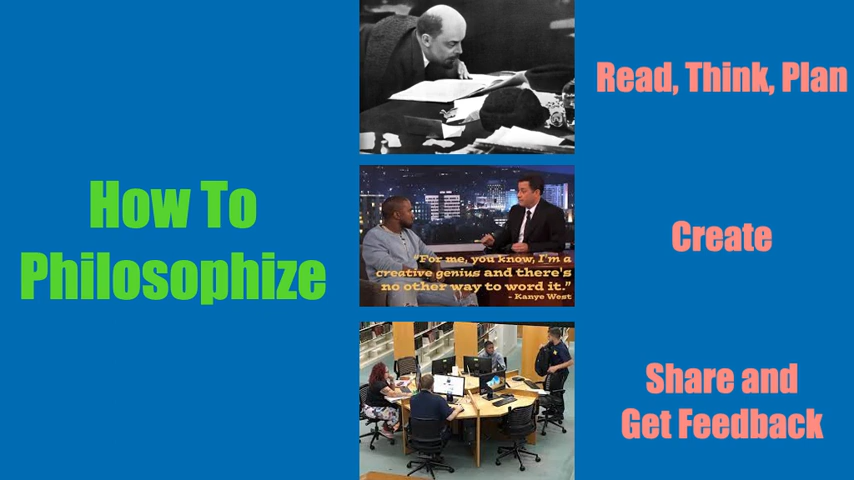 How To
Philosophize
Read, Think, Plan
"For me, you know, I'm a
creative genius and there's
no other way to word it."
- Kanye West
Create
Share and
Get Feedback